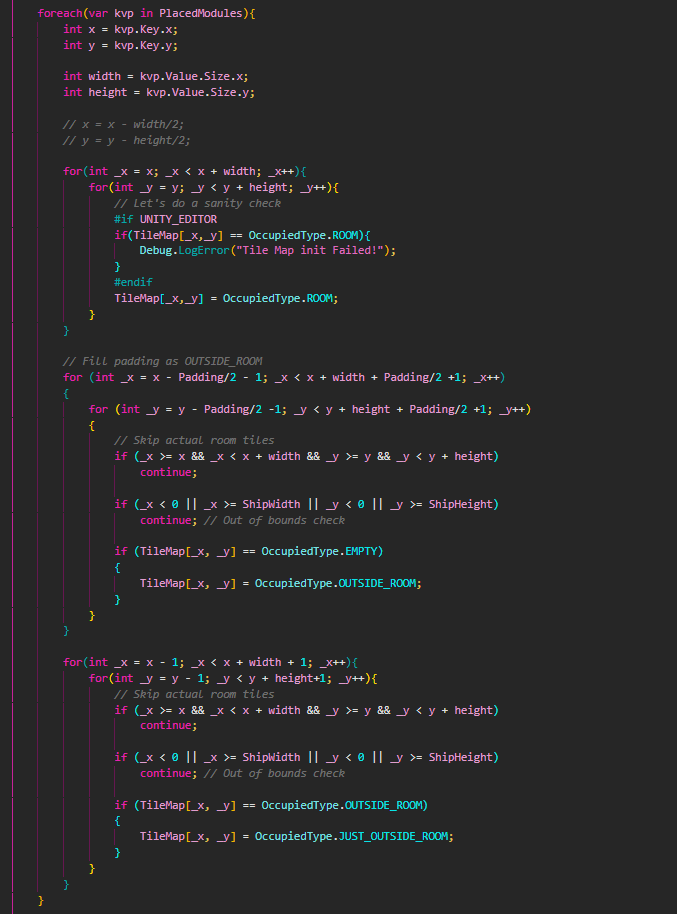 foreach(var kvp in PlacedModules){
int x = kvp.Key.x;
int y = kvp.Key.y;
int width = kvp.Value.Size.x;
int height = kvp.Value.Size.y;
// x = x - width/2;
// y = y - height/2;
for(int _x = x; _x < x + width; _x++){
for(int _y = y; _y < y + height; _y++){
// Let's do a sanity check
#if UNITY_EDITOR
if(TileMap[_x,_y] == OccupiedType.ROOM){
Debug.LogError("Tile Map init Failed!");
}
#endif
TileMap[_x,_y] = OccupiedType.ROOM;
}
}
// Fill padding as OUTSIDE_ROOM
for (int _x = x - Padding/2 - 1; _x < x + width + Padding/2 +1; _x++)
{
for (int _y = y - Padding/2 -1; _y < y + height + Padding/2 +1; _y++)
{
// Skip actual room tiles
if (_x >= x && _x < x + width && _y >= y && _y < y + height)
continue;
if (_x < 0 || _x >= ShipWidth || _y < 0 || _y >= ShipHeight)
continue; // Out of bounds check
if (TileMap[_x, _y] == OccupiedType.EMPTY)
{
TileMap[_x, _y] = OccupiedType.OUTSIDE_ROOM;
}
}
}
for(int _x = x - 1; _x < x + width + 1; _x++){
for(int _y = y - 1; _y < y + height+1; _y++){
// Skip actual room tiles
if (_x >= x && _x < x + width && _y >= y && _y < y + height)
continue;
if (_x < 0 || _x >= ShipWidth || _y < 0 || _y >= ShipHeight)
continue; // Out of bounds check
if (TileMap[_x, _y] == OccupiedType.OUTSIDE_ROOM)
{
TileMap[_x, _y] = OccupiedType.JUST_OUTSIDE_ROOM;
}
}
}
}